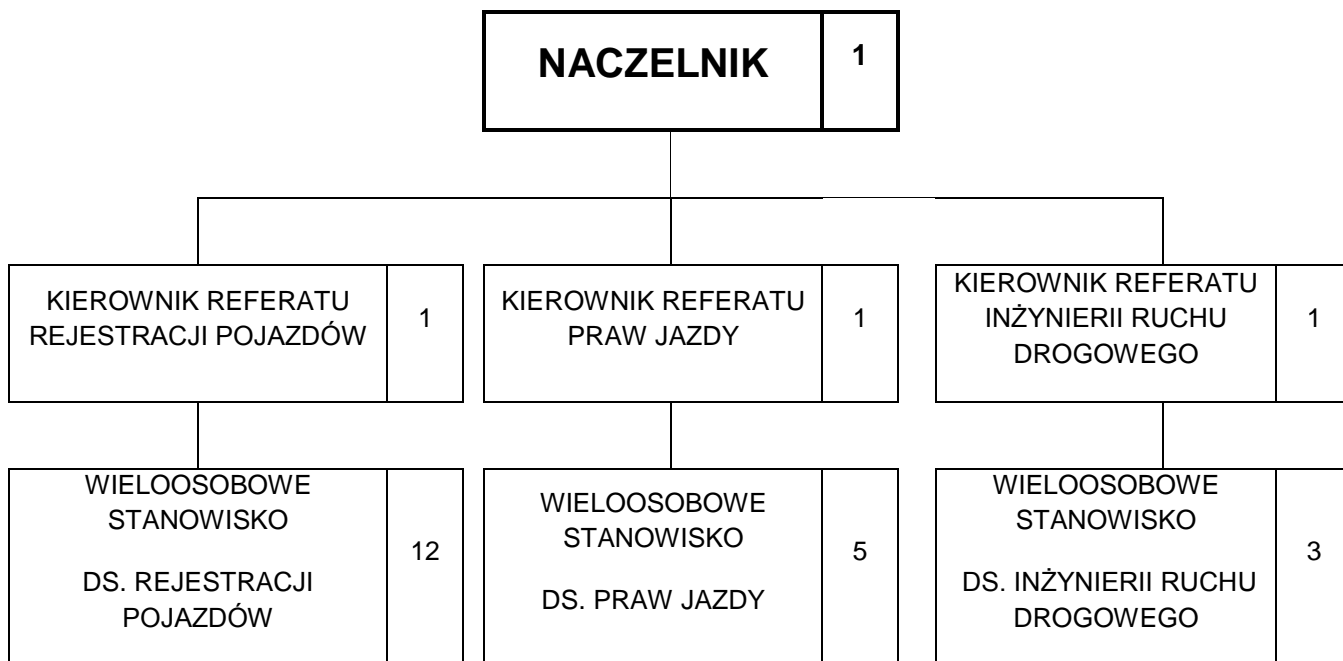 NACZELNIK
1
KIEROWNIK REFERATU
REJESTRACJI POJAZDÓW
1
KIEROWNIK REFERATU
PRAW JAZDY
1
KIEROWNIK REFERATU
INŻYNIERII RUCHU
DROGOWEGO
1
WIELOOSOBOWE
STANOWISKO
DS. REJESTRACJI
POJAZDÓW
12
WIELOOSOBOWE
STANOWISKO
DS. PRAW JAZDY
5
WIELOOSOBOWE
STANOWISKO
DS. INŻYNIERII RUCHU
DROGOWEGO
3